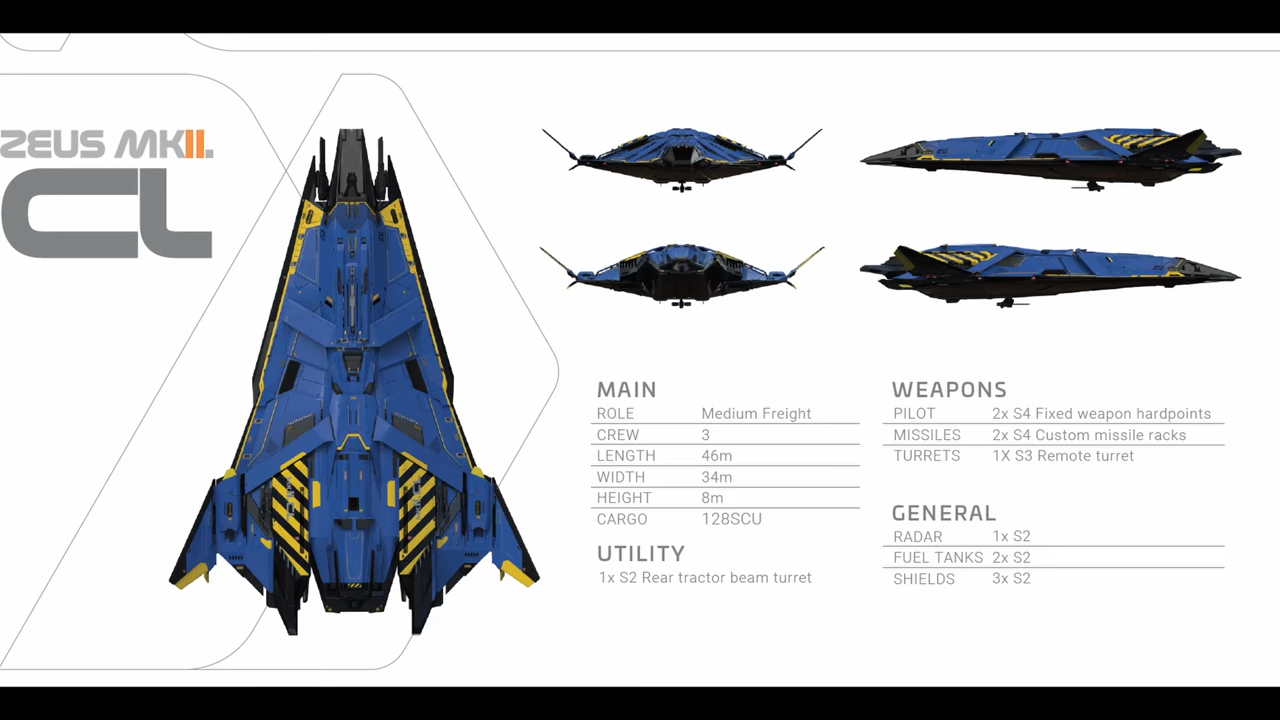 ZEUS MKII.
CL
MAIN
ROLE Medium Freight
CREW 3
LENGTH 46m
WIDTH 34m
HEIGHT 8m
CARGO 128SCU
UTILITY
1x S2 Rear tractor beam turret
WEAPONS
PILOT 2x S4 Fixed weapon hardpoints
MISSILES 2x S4 Custom missile racks
TURRETS 1X S3 Remote turret
GENERAL
RADAR 1x S2
FUEL TANKS 2x S2
SHIELDS 3x S2